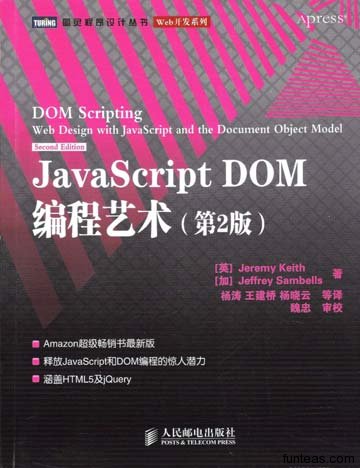 TURING 图灵程序设计丛书 Web开发系列
Apress
DOM Scripting
Web Design with JavaScript and the Document Object Model
Second Edition
JavaScript DOM
编程艺术(第2版)
[英] Jeremy Keith
[加] Jeffrey Sambells 著
杨涛 王建桥 杨晓云 等译
魏忠 审校
■ Amazon超级畅销书最新版
■ 释放JavaScript和DOM编程的惊人潜力
■ 涵盖HTML5及jQuery
人民邮电出版社
POSTS & TELECOM PRESS
funteas.com